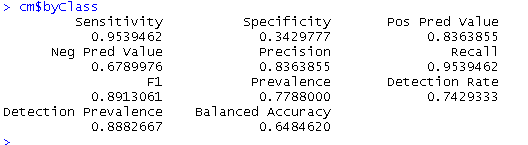 > cm$byClass
Sensitivity Specificity Pos Pred Value
0.9539462 0.3429777 0.8363855
Neg Pred Value Precision Recall
0.6789976 0.8363855 0.9539462
F1 Prevalence Detection Rate
0.8913061 0.7788000 0.7429333
Detection Prevalence Balanced Accuracy
0.8882667 0.6484620
>